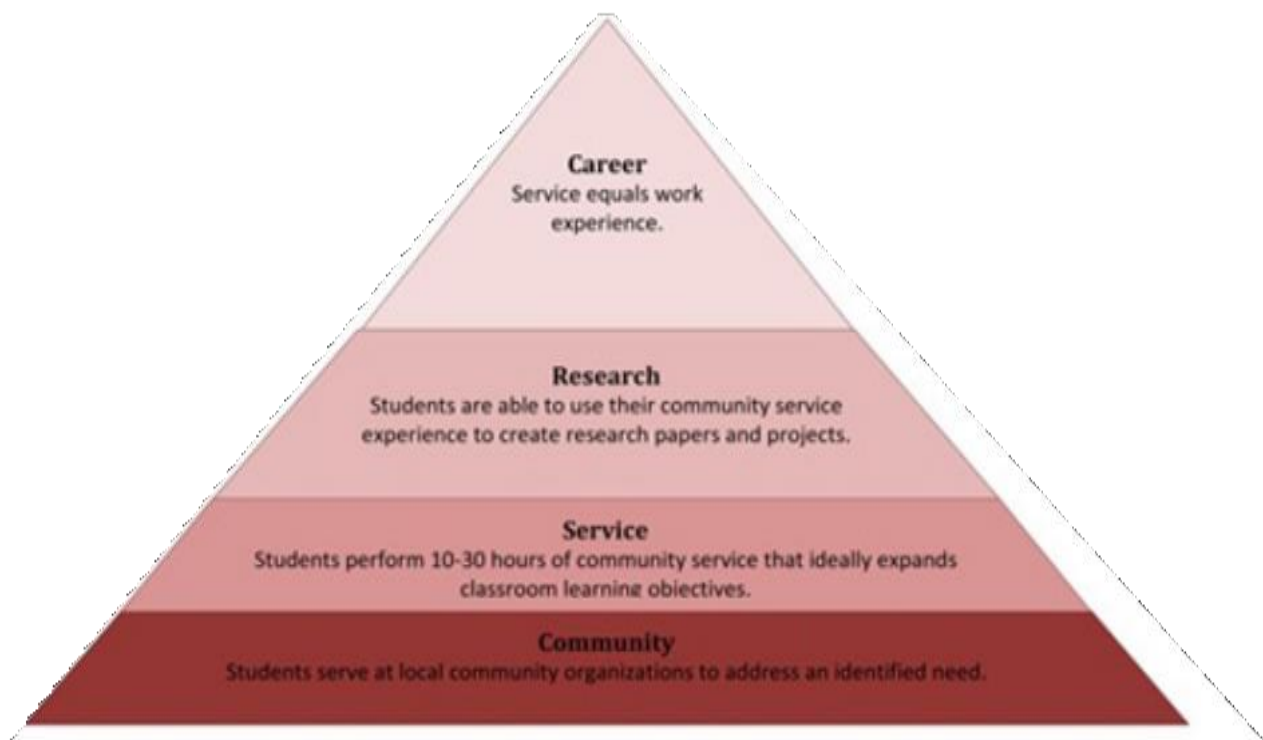 Career
Service equals work
experience.
Research
Students are able to use their community service
experience to create research papers and projects.
Service
Students perform 10-30 hours of community service that ideally expands
classroom learning objectives.
Community
Students serve at local community organizations to address an identified need.